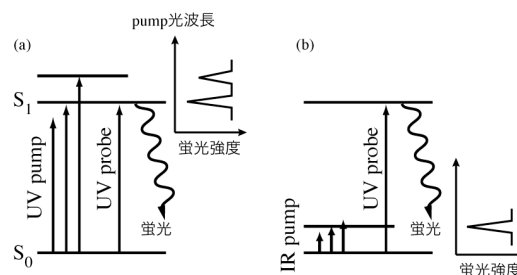 pump光波長
(a)
S1
UV pump
UV probe
蛍光強度
蛍光
S0
(b)
UV probe
IR pump
蛍光
蛍光強度